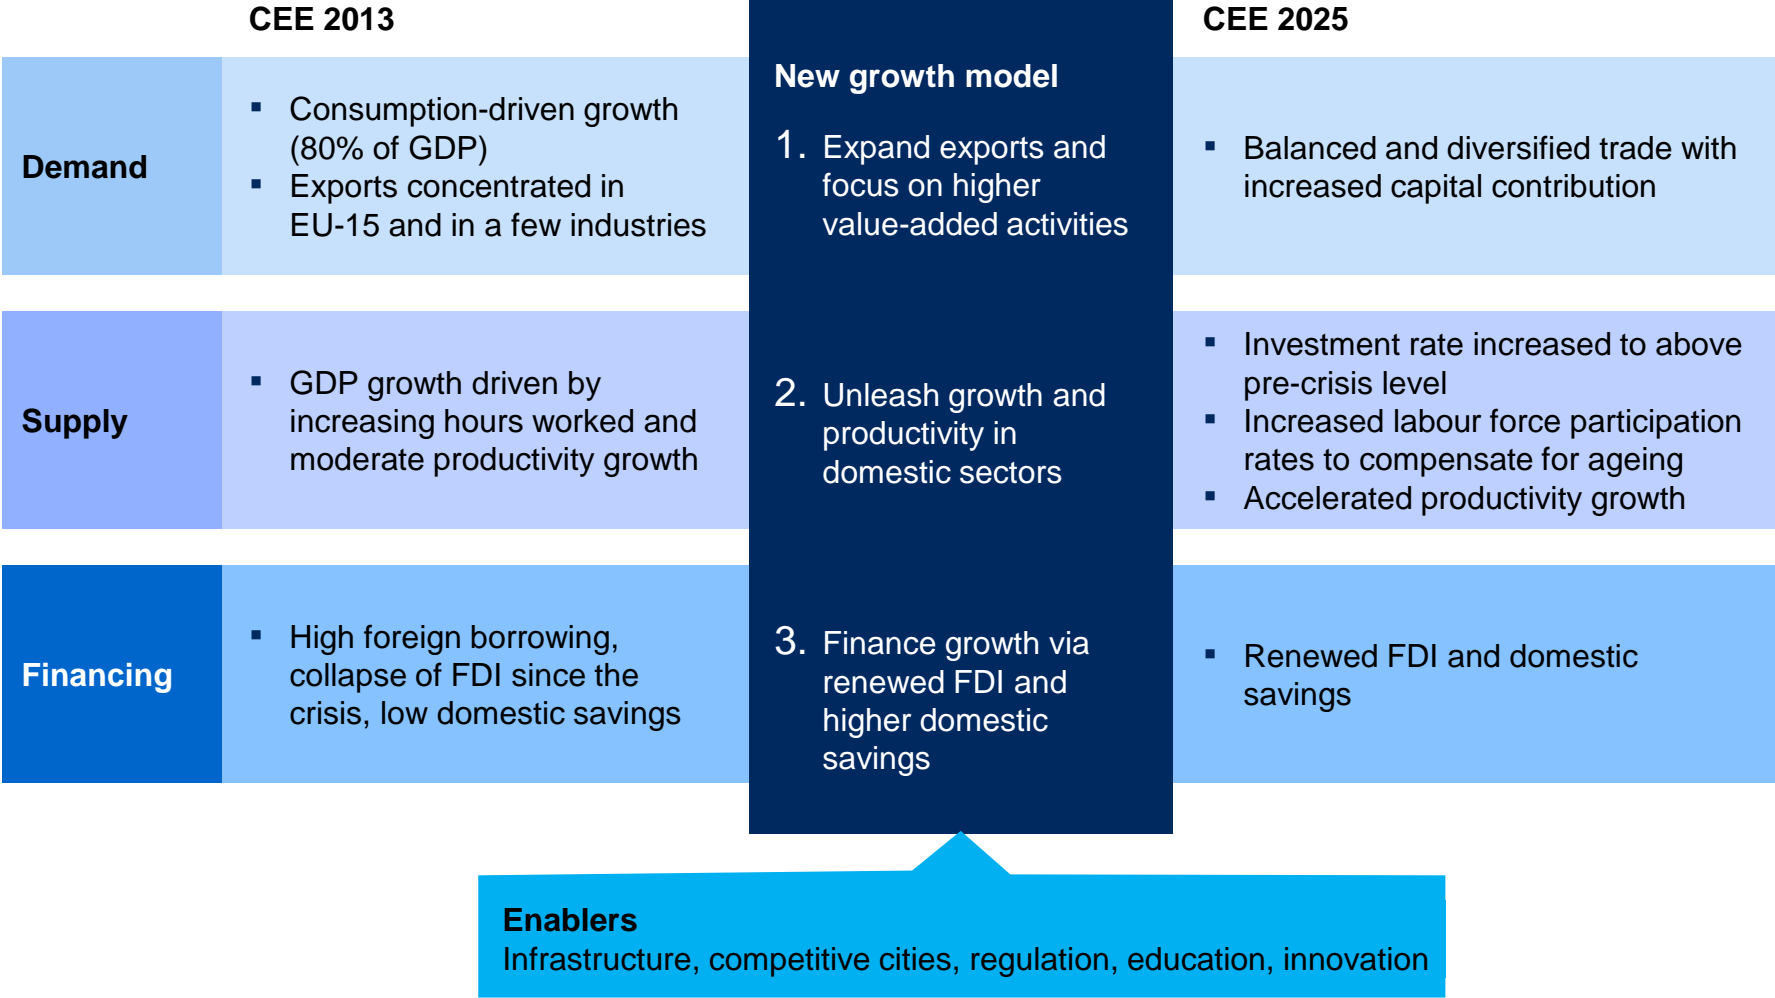 CEE 2013
CEE 2025
New growth model
Demand
▪ Consumption-driven growth
(80% of GDP)
▪ Exports concentrated in
EU-15 and in a few industries
1. Expand exports and
focus on higher
value-added activities
▪ Balanced and diversified trade with
increased capital contribution
Supply
▪ GDP growth driven by
increasing hours worked and
moderate productivity growth
2. Unleash growth and
productivity in
domestic sectors
▪ Investment rate increased to above
pre-crisis level
▪ Increased labour force participation
rates to compensate for ageing
▪ Accelerated productivity growth
Financing
▪ High foreign borrowing,
collapse of FDI since the
crisis, low domestic savings
3. Finance growth via
renewed FDI and
higher domestic
savings
▪ Renewed FDI and domestic
savings
Enablers
Infrastructure, competitive cities, regulation, education, innovation